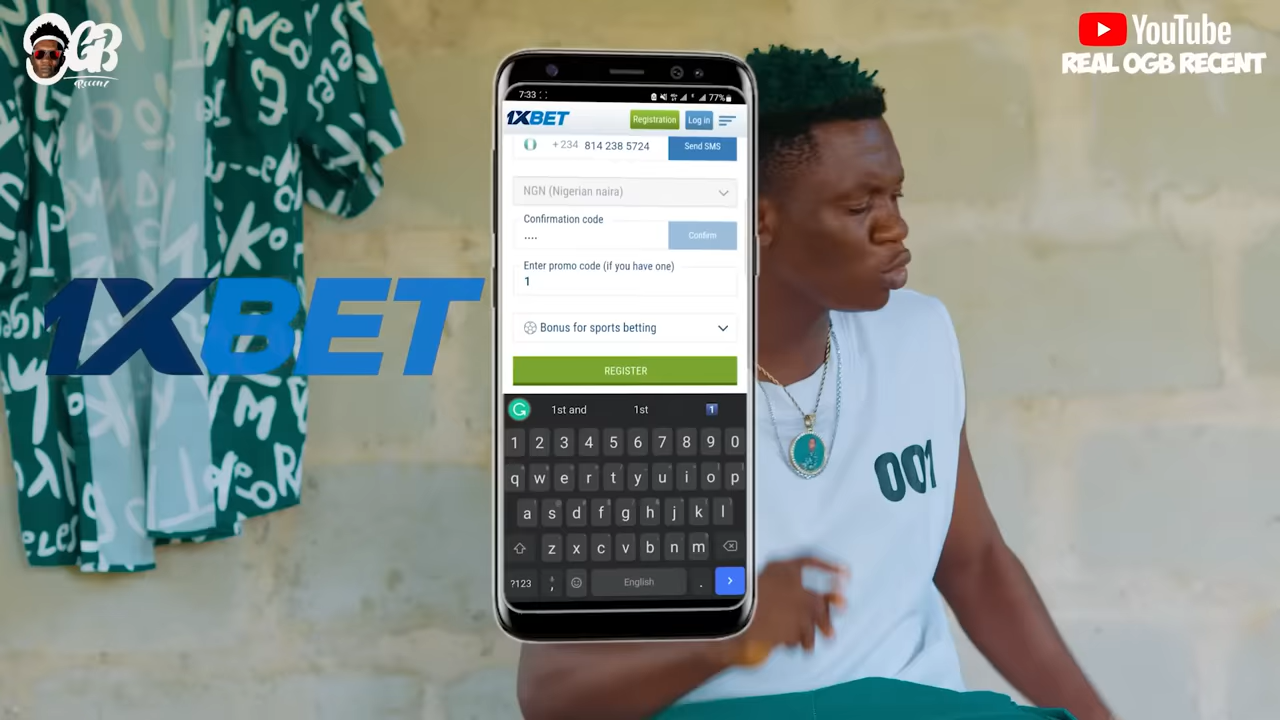 OGB
Recent
YouTube
REAL OGB RECENT
7:33
77%
1XBET
Registration
Log in
+234 814 238 5724
Send SMS
NGN (Nigerian naira)
Confirmation code
....
Confirm
Enter promo code (if you have one)
1
Bonus for sports betting
REGISTER
1XBET
1st and 1st 1
1 2 3 4 5 6 7 8 9 0
q w e r t y u i o p
a s d f g h j k l
z x c v b n m
?123 , English .
001